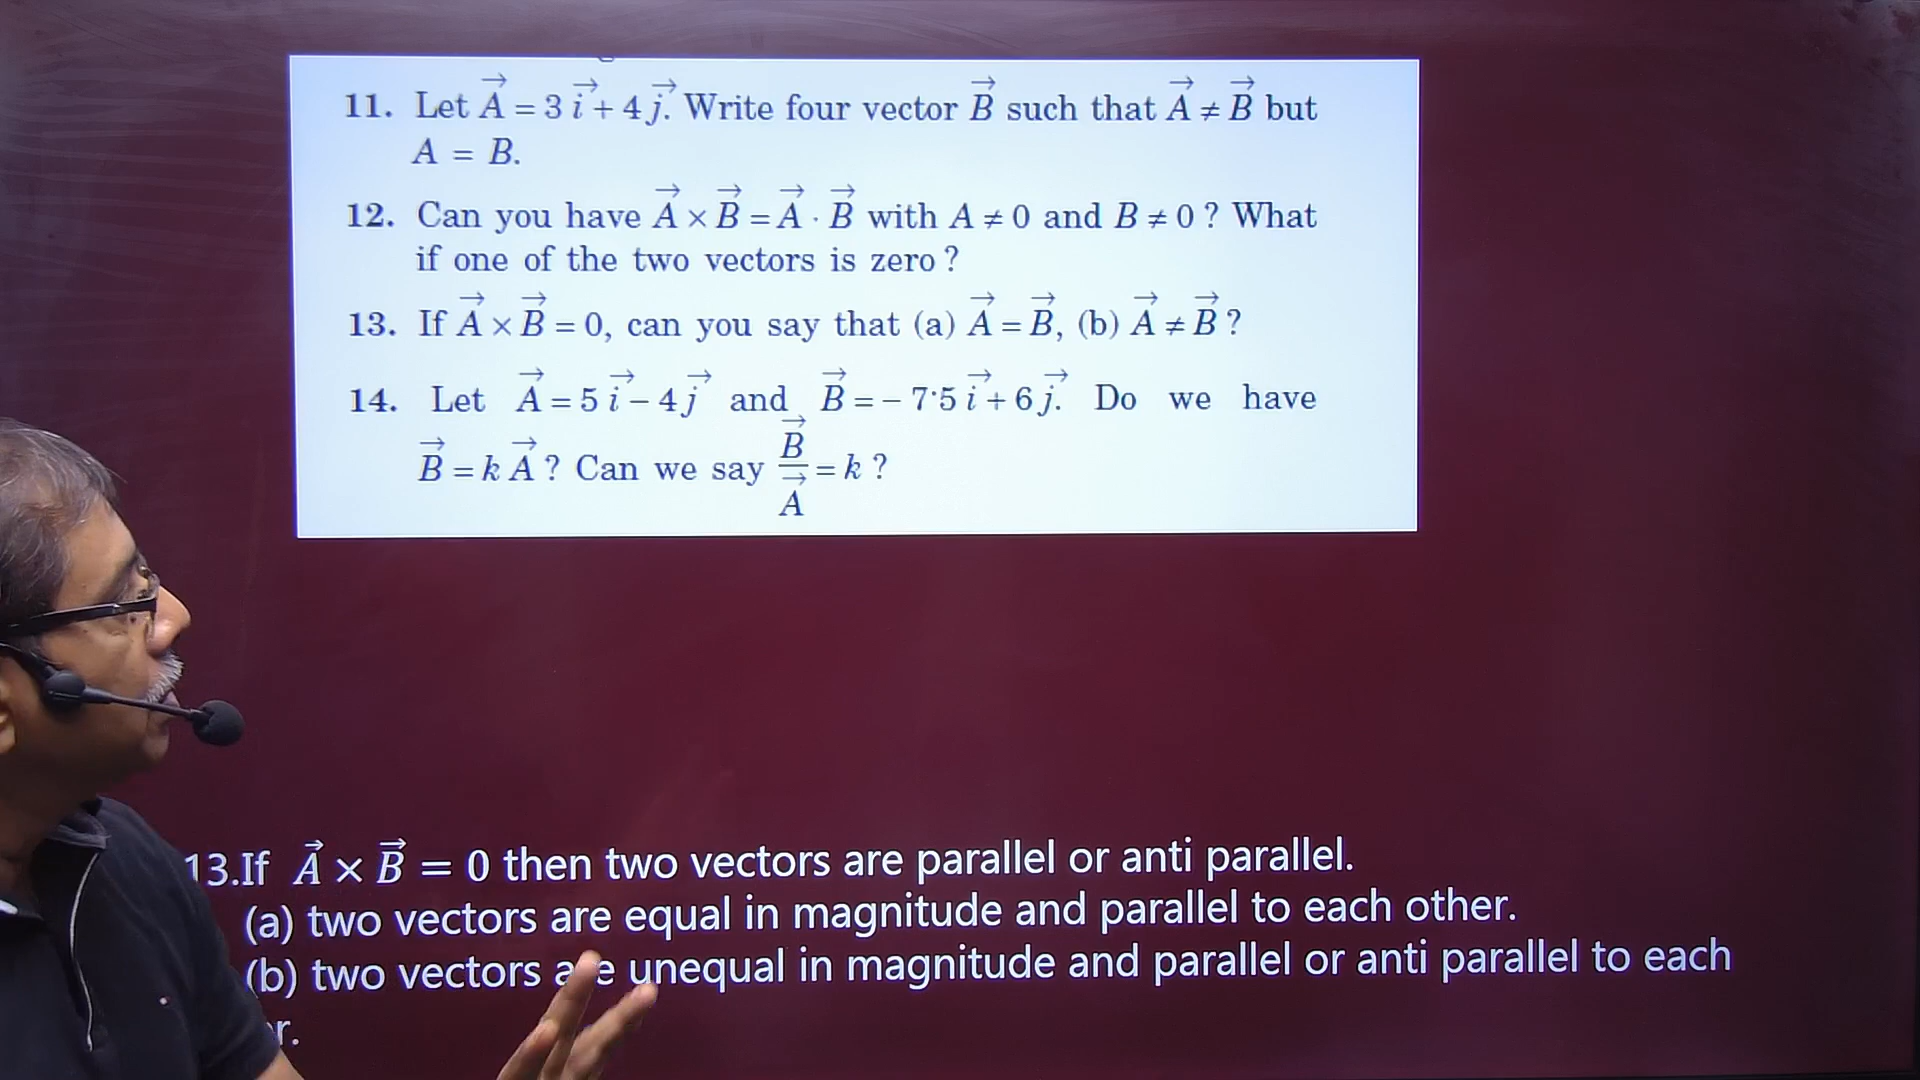 11. Let A⃗ = 3 i⃗ + 4 j⃗. Write four vector B⃗ such that A⃗ ≠ B⃗ but
A = B.
12. Can you have A⃗ × B⃗ = A⃗ · B⃗ with A ≠ 0 and B ≠ 0 ? What
if one of the two vectors is zero ?
13. If A⃗ × B⃗ = 0, can you say that (a) A⃗ = B⃗, (b) A⃗ ≠ B⃗ ?
14. Let A⃗ = 5 i⃗ − 4 j⃗ and B⃗ = − 7·5 i⃗ + 6 j⃗. Do we have
B⃗ = k A⃗ ? Can we say B⃗/A⃗ = k ?
13.If A⃗ × B⃗ = 0 then two vectors are parallel or anti parallel.
(a) two vectors are equal in magnitude and parallel to each other.
(b) two vectors are unequal in magnitude and parallel or anti parallel to each